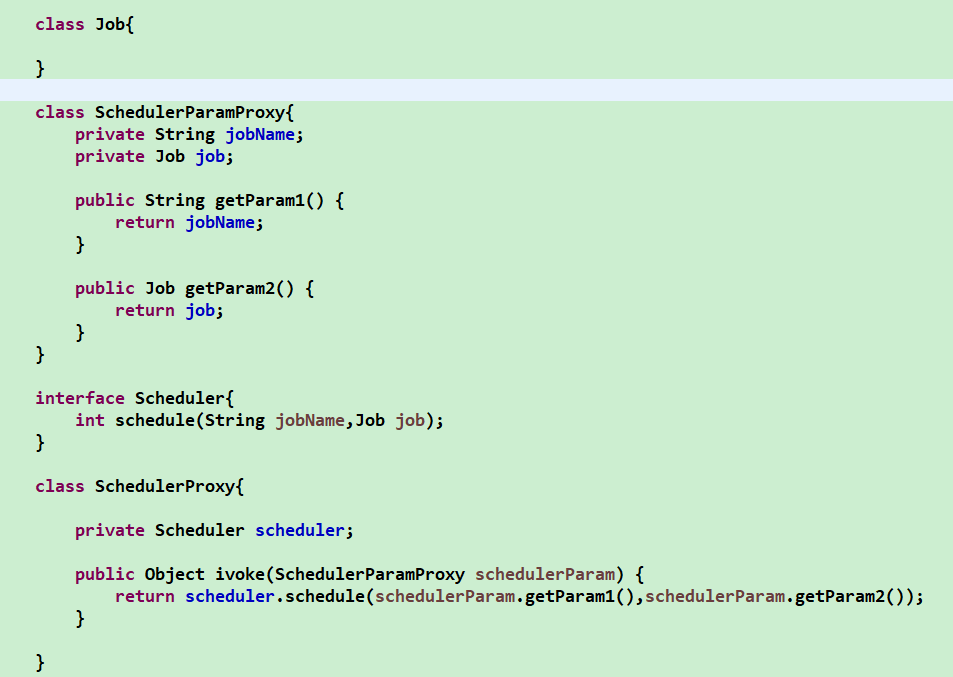 class Job{
}
class SchedulerParamProxy{
private String jobName;
private Job job;
public String getParam1() {
return jobName;
}
public Job getParam2() {
return job;
}
}
interface Scheduler{
int schedule(String jobName,Job job);
}
class SchedulerProxy{
private Scheduler scheduler;
public Object ivoke(SchedulerParamProxy schedulerParam) {
return scheduler.schedule(schedulerParam.getParam1(),schedulerParam.getParam2());
}
}